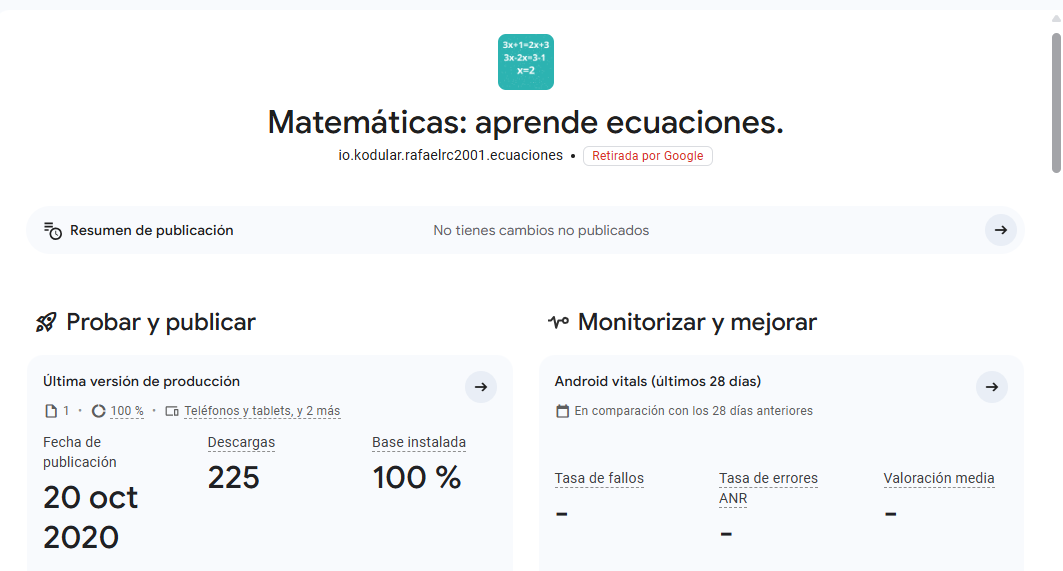 3x+1=2x+3
3x-2x=3-1
x=2
Matemáticas: aprende ecuaciones.
io.kodular.rafaelrc2001.ecuaciones • Retirada por Google
Resumen de publicación
No tienes cambios no publicados
Probar y publicar
Última versión de producción
1 · 100 % · Teléfonos y tablets, y 2 más
Fecha de
publicación
20 oct
2020
Descargas
225
Base instalada
100 %
Monitorizar y mejorar
Android vitals (últimos 28 días)
En comparación con los 28 días anteriores
Tasa de fallos
–
Tasa de errores
ANR
–
Valoración media
–